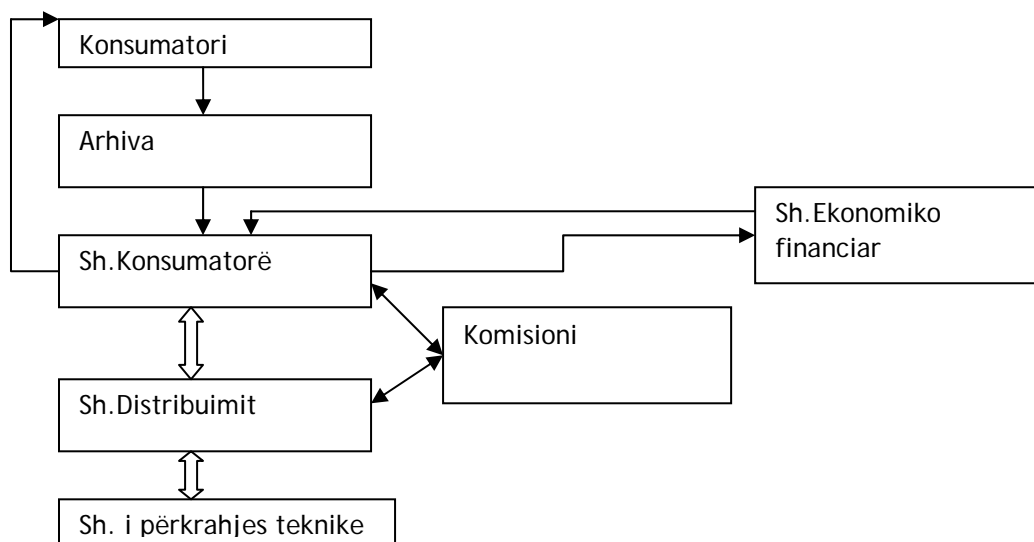 Konsumatori
Arhiva
Sh.Ekonomiko
financiar
Sh.Konsumatorë
Komisioni
Sh.Distribuimit
Sh. i përkrahjes teknike